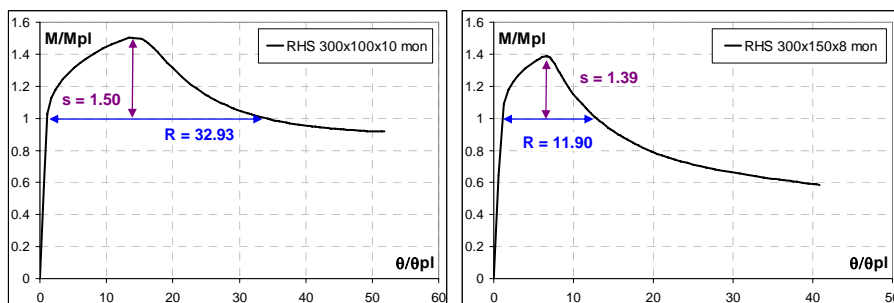 M/Mpl
RHS 300x100x10 mon
s = 1.50
R = 32.93
θ/θpl
0
0.2
0.4
0.6
0.8
1
1.2
1.4
1.6
0 10 20 30 40 50 60
M/Mpl
RHS 300x150x8 mon
s = 1.39
R = 11.90
θ/θpl
0
0.2
0.4
0.6
0.8
1
1.2
1.4
1.6
0 10 20 30 40 50